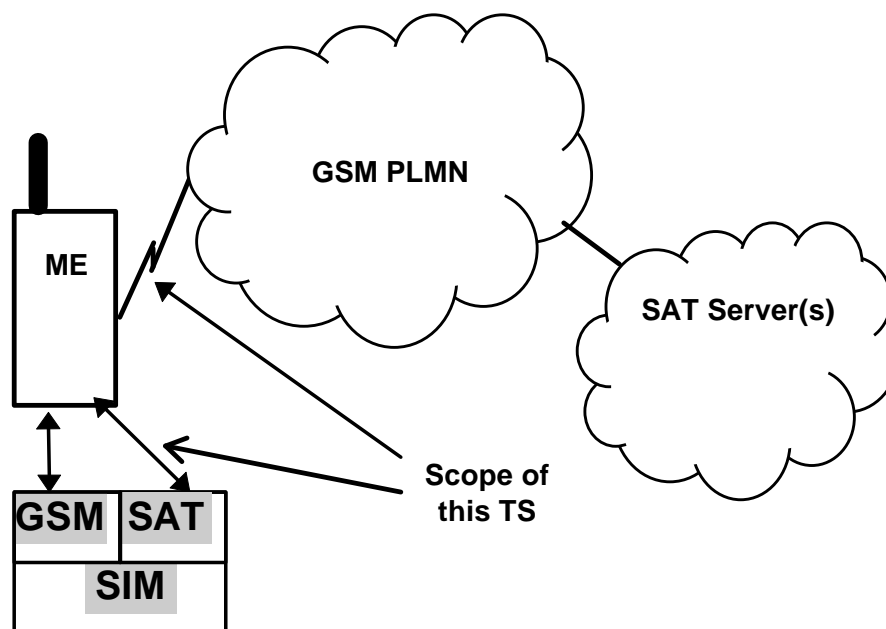 GSM PLMN
ME
SAT Server(s)
Scope of
this TS
GSM SAT
SIM